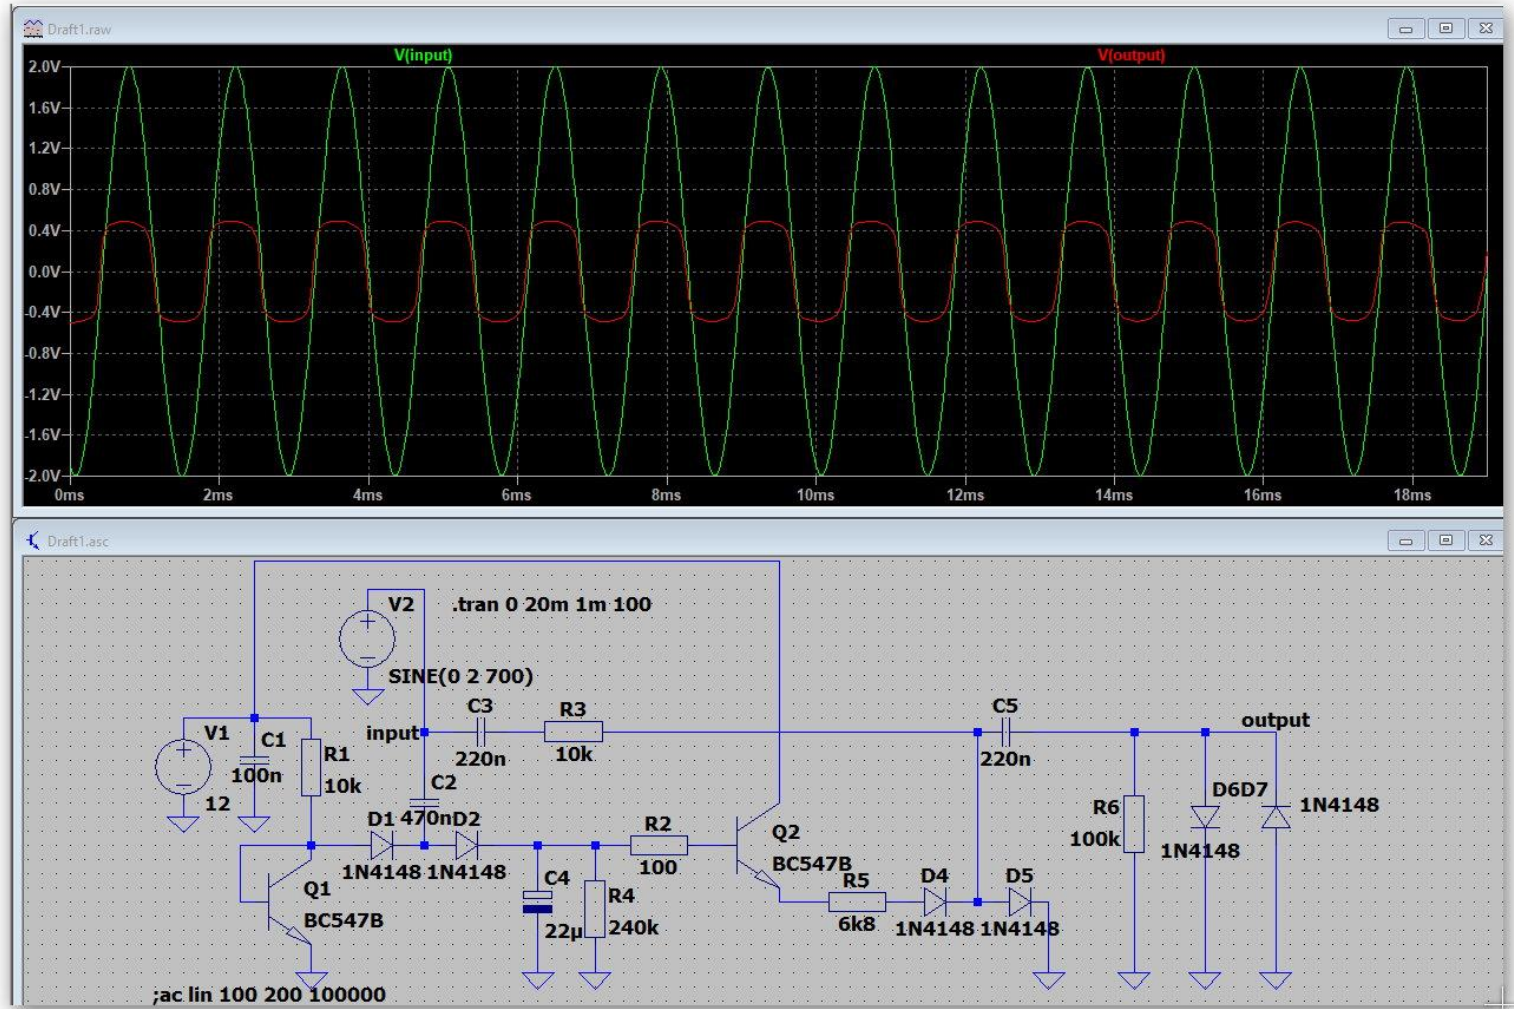 Draft1.raw
V(input)
V(output)
2.0V
1.6V
1.2V
0.8V
0.4V
0.0V
-0.4V
-0.8V
-1.2V
-1.6V
-2.0V
0ms
2ms
4ms
6ms
8ms
10ms
12ms
14ms
16ms
18ms
Draft1.asc
V2
.tran 0 20m 1m 100
SINE(0 2 700)
V1
12
C1
100n
R1
10k
input
C3
220n
R3
10k
C2
470n
C5
220n
output
D1
1N4148
D2
1N4148
Q1
BC547B
C4
22µ
R4
240k
R2
100
Q2
BC547B
R5
6k8
D4
1N4148
D5
1N4148
R6
100k
D6
1N4148
D7
1N4148
;ac lin 100 200 100000